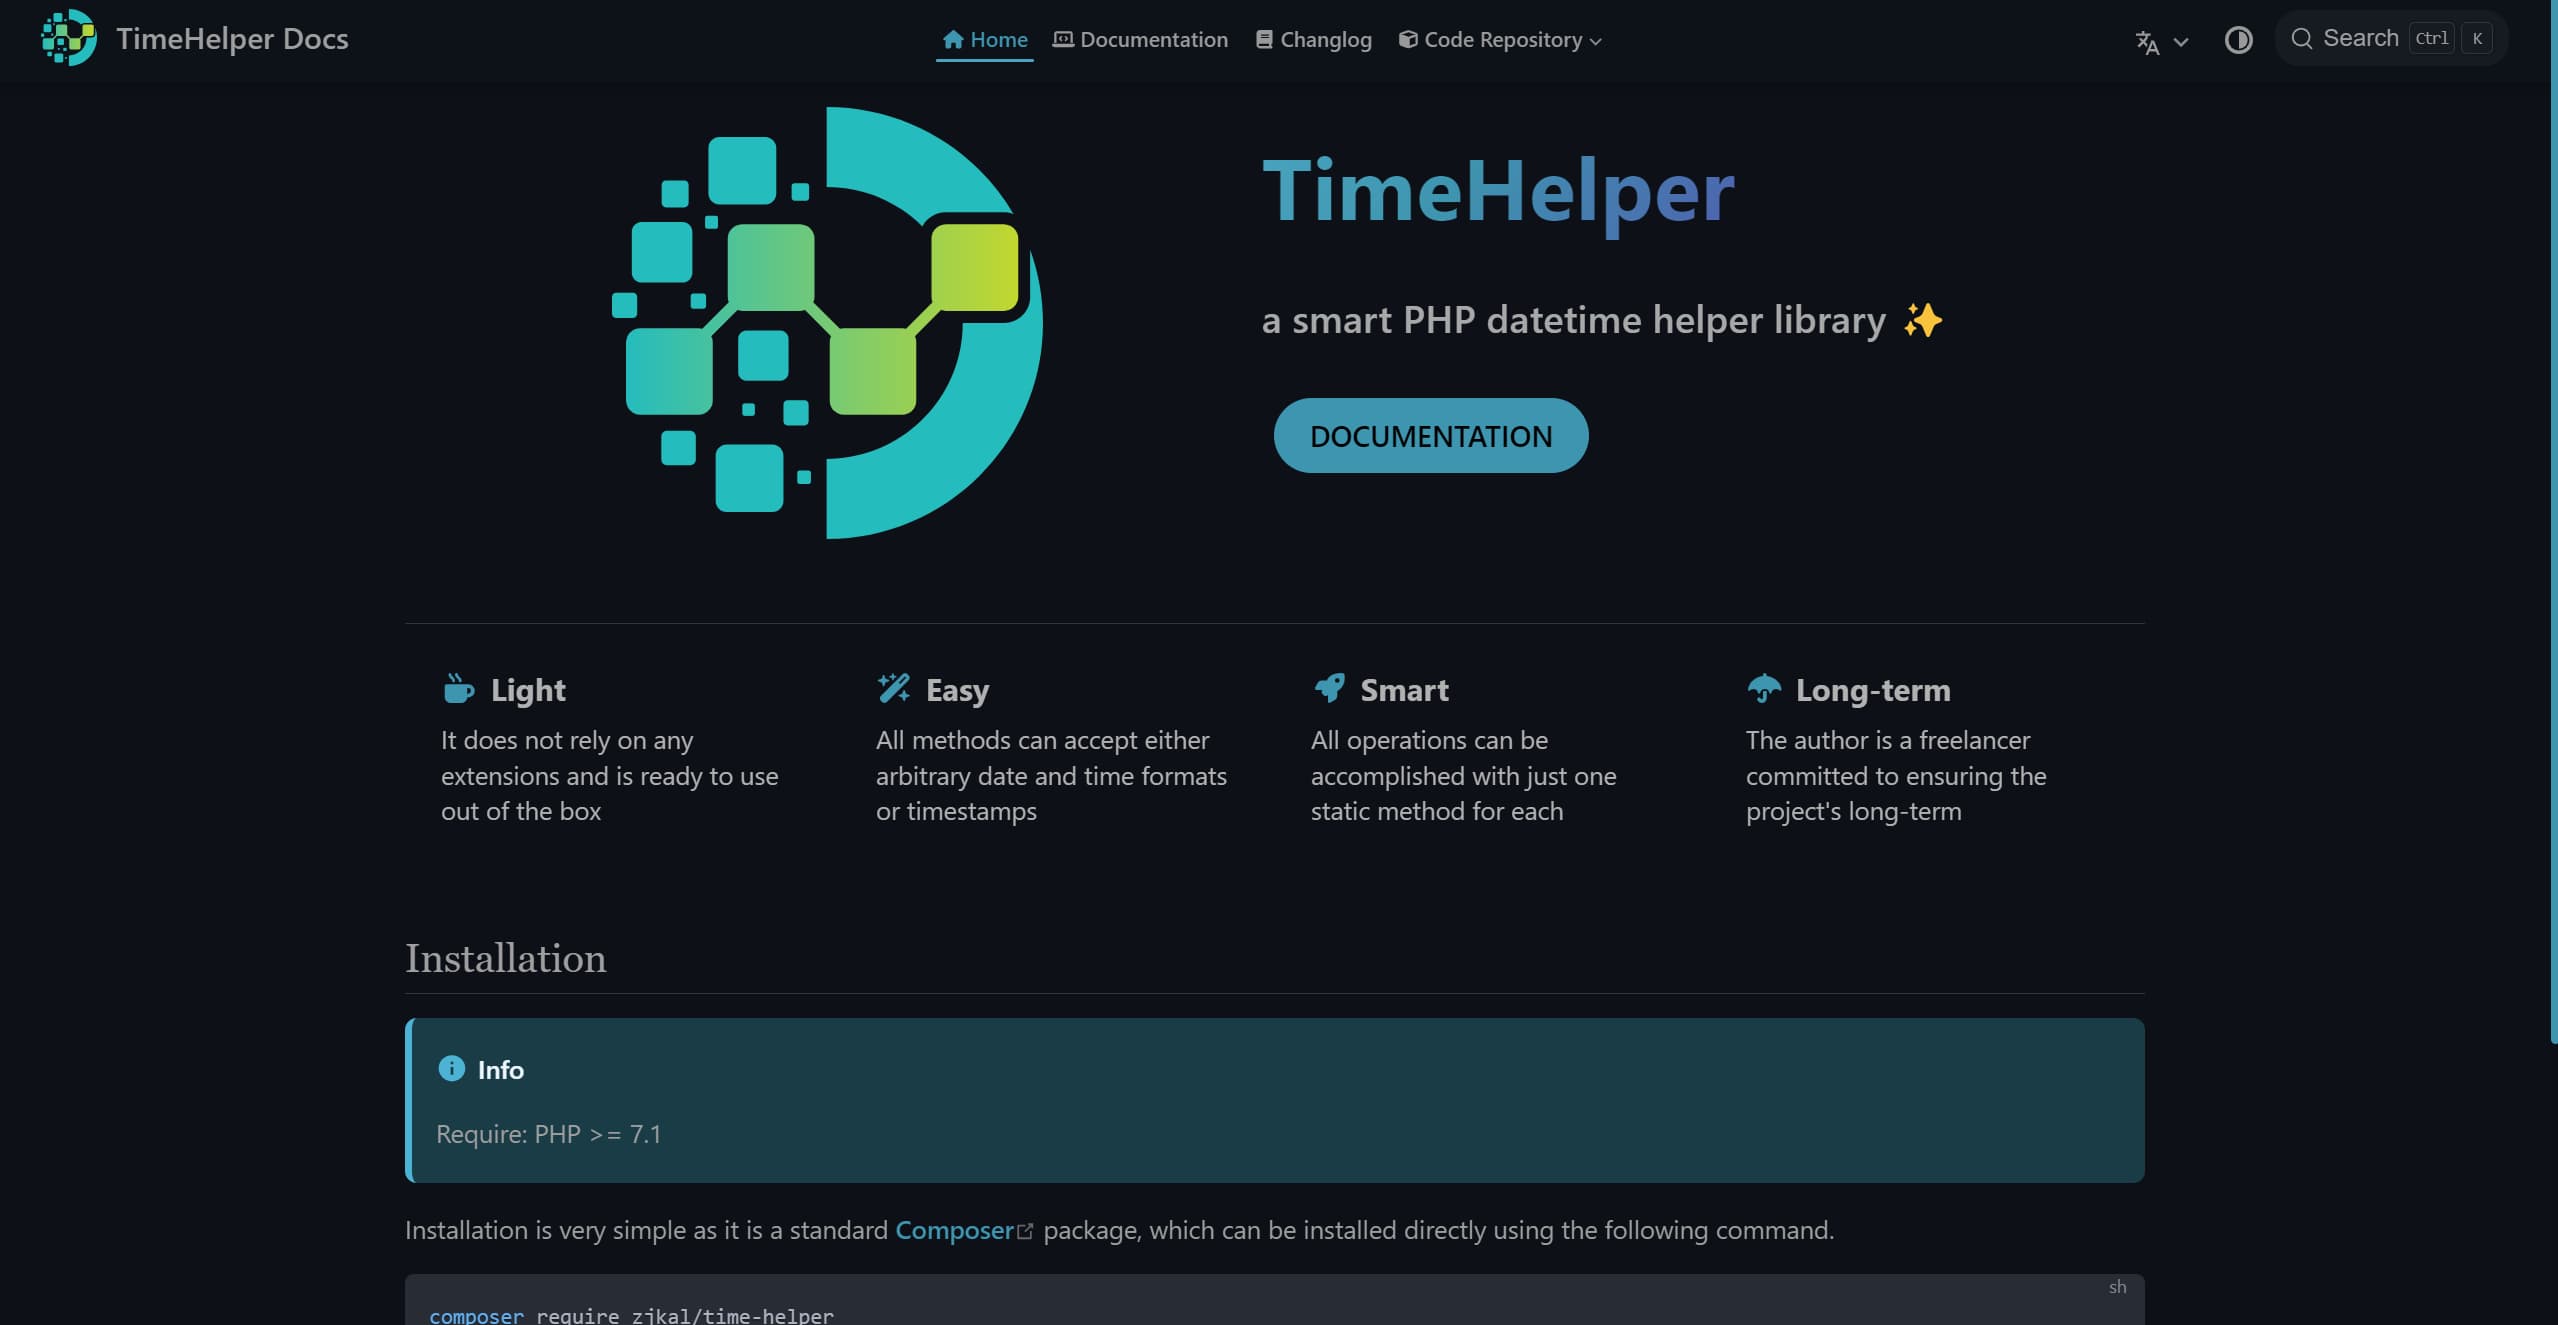 TimeHelper Docs
Home
Documentation
Changlog
Code Repository
Search Ctrl K
TimeHelper
a smart PHP datetime helper library ✨
DOCUMENTATION
Light
It does not rely on any
extensions and is ready to use
out of the box
Easy
All methods can accept either
arbitrary date and time formats
or timestamps
Smart
All operations can be
accomplished with just one
static method for each
Long-term
The author is a freelancer
committed to ensuring the
project's long-term
Installation
Info
Require: PHP >= 7.1
Installation is very simple as it is a standard Composer package, which can be installed directly using the following command.
sh
composer require zjkal/time-helper